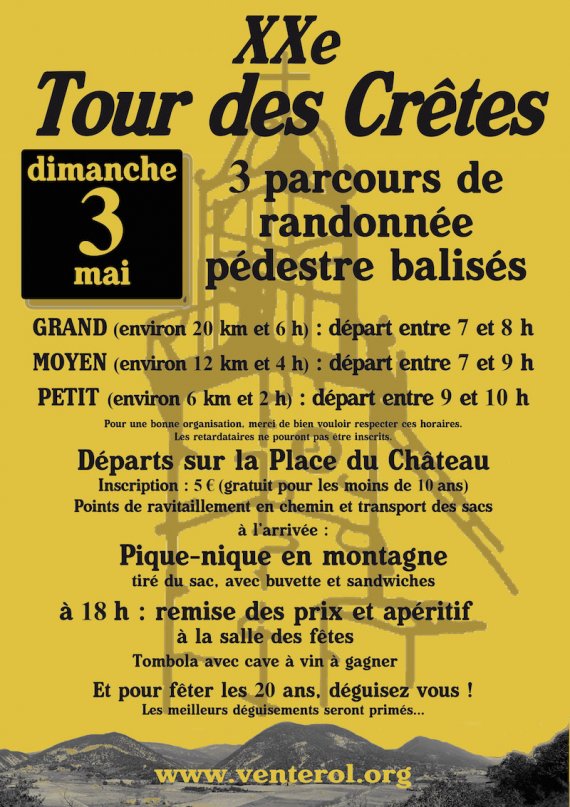 XXe
Tour des Crêtes
dimanche
3
mai
3 parcours de
randonnée
pédestre balisés
GRAND (environ 20 km et 6 h) : départ entre 7 et 8 h
MOYEN (environ 12 km et 4 h) : départ entre 7 et 9 h
PETIT (environ 6 km et 2 h) : départ entre 9 et 10 h
Pour une bonne organisation, merci de bien vouloir respecter ces horaires.
Les retardataires ne pouront pas etre inscrits.
Départs sur la Place du Château
Inscription : 5 € (gratuit pour les moins de 10 ans)
Points de ravitaillement en chemin et transport des sacs
à l'arrivée :
Pique-nique en montagne
tiré du sac, avec buvette et sandwiches
à 18 h : remise des prix et apéritif
à la salle des fêtes
Tombola avec cave à vin à gagner
Et pour fêter les 20 ans, déguisez vous !
Les meilleurs déguisements seront primés...
www.venterol.org